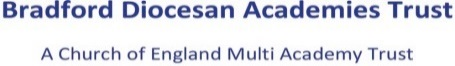 Bradford Diocesan Academies Trust
A Church of England Multi Academy Trust